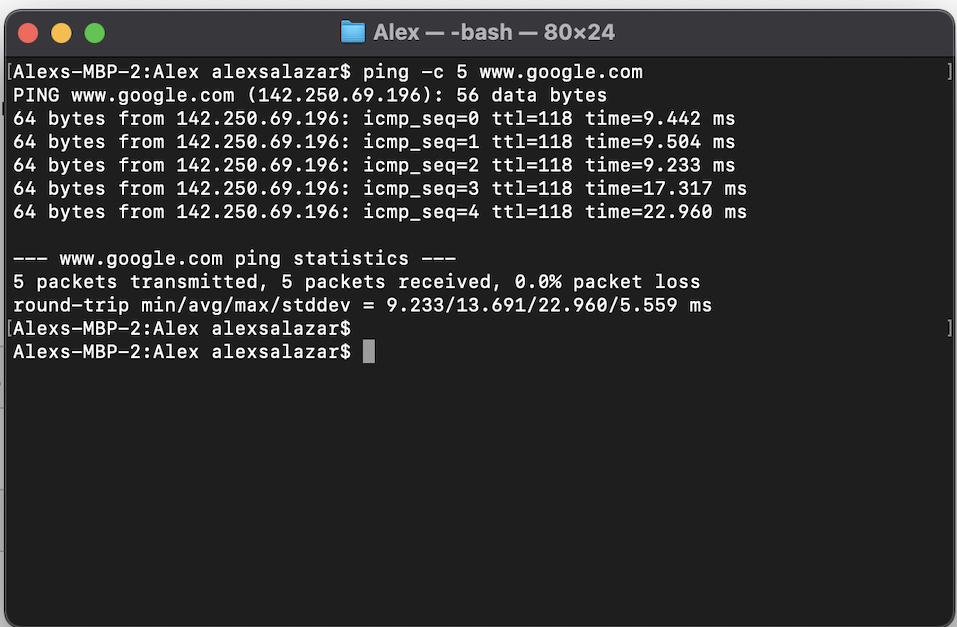 Alex — -bash — 80×24
[Alexs-MBP-2:Alex alexsalazar$ ping -c 5 www.google.com ]
PING www.google.com (142.250.69.196): 56 data bytes
64 bytes from 142.250.69.196: icmp_seq=0 ttl=118 time=9.442 ms
64 bytes from 142.250.69.196: icmp_seq=1 ttl=118 time=9.504 ms
64 bytes from 142.250.69.196: icmp_seq=2 ttl=118 time=9.233 ms
64 bytes from 142.250.69.196: icmp_seq=3 ttl=118 time=17.317 ms
64 bytes from 142.250.69.196: icmp_seq=4 ttl=118 time=22.960 ms
--- www.google.com ping statistics ---
5 packets transmitted, 5 packets received, 0.0% packet loss
round-trip min/avg/max/stddev = 9.233/13.691/22.960/5.559 ms
[Alexs-MBP-2:Alex alexsalazar$ ]
Alexs-MBP-2:Alex alexsalazar$